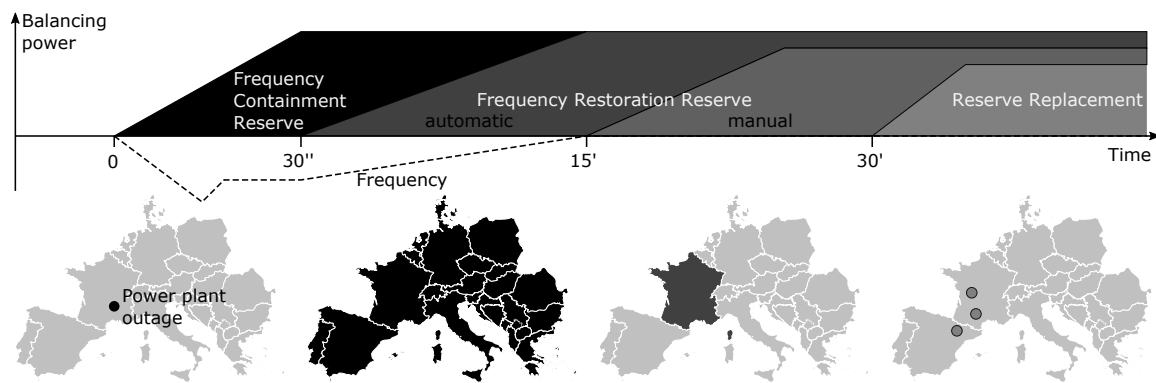 Balancing
power
Frequency
Containment
Reserve
Frequency Restoration Reserve
automatic
manual
Reserve Replacement
0
30''
15'
30'
Time
Frequency
Power plant
outage